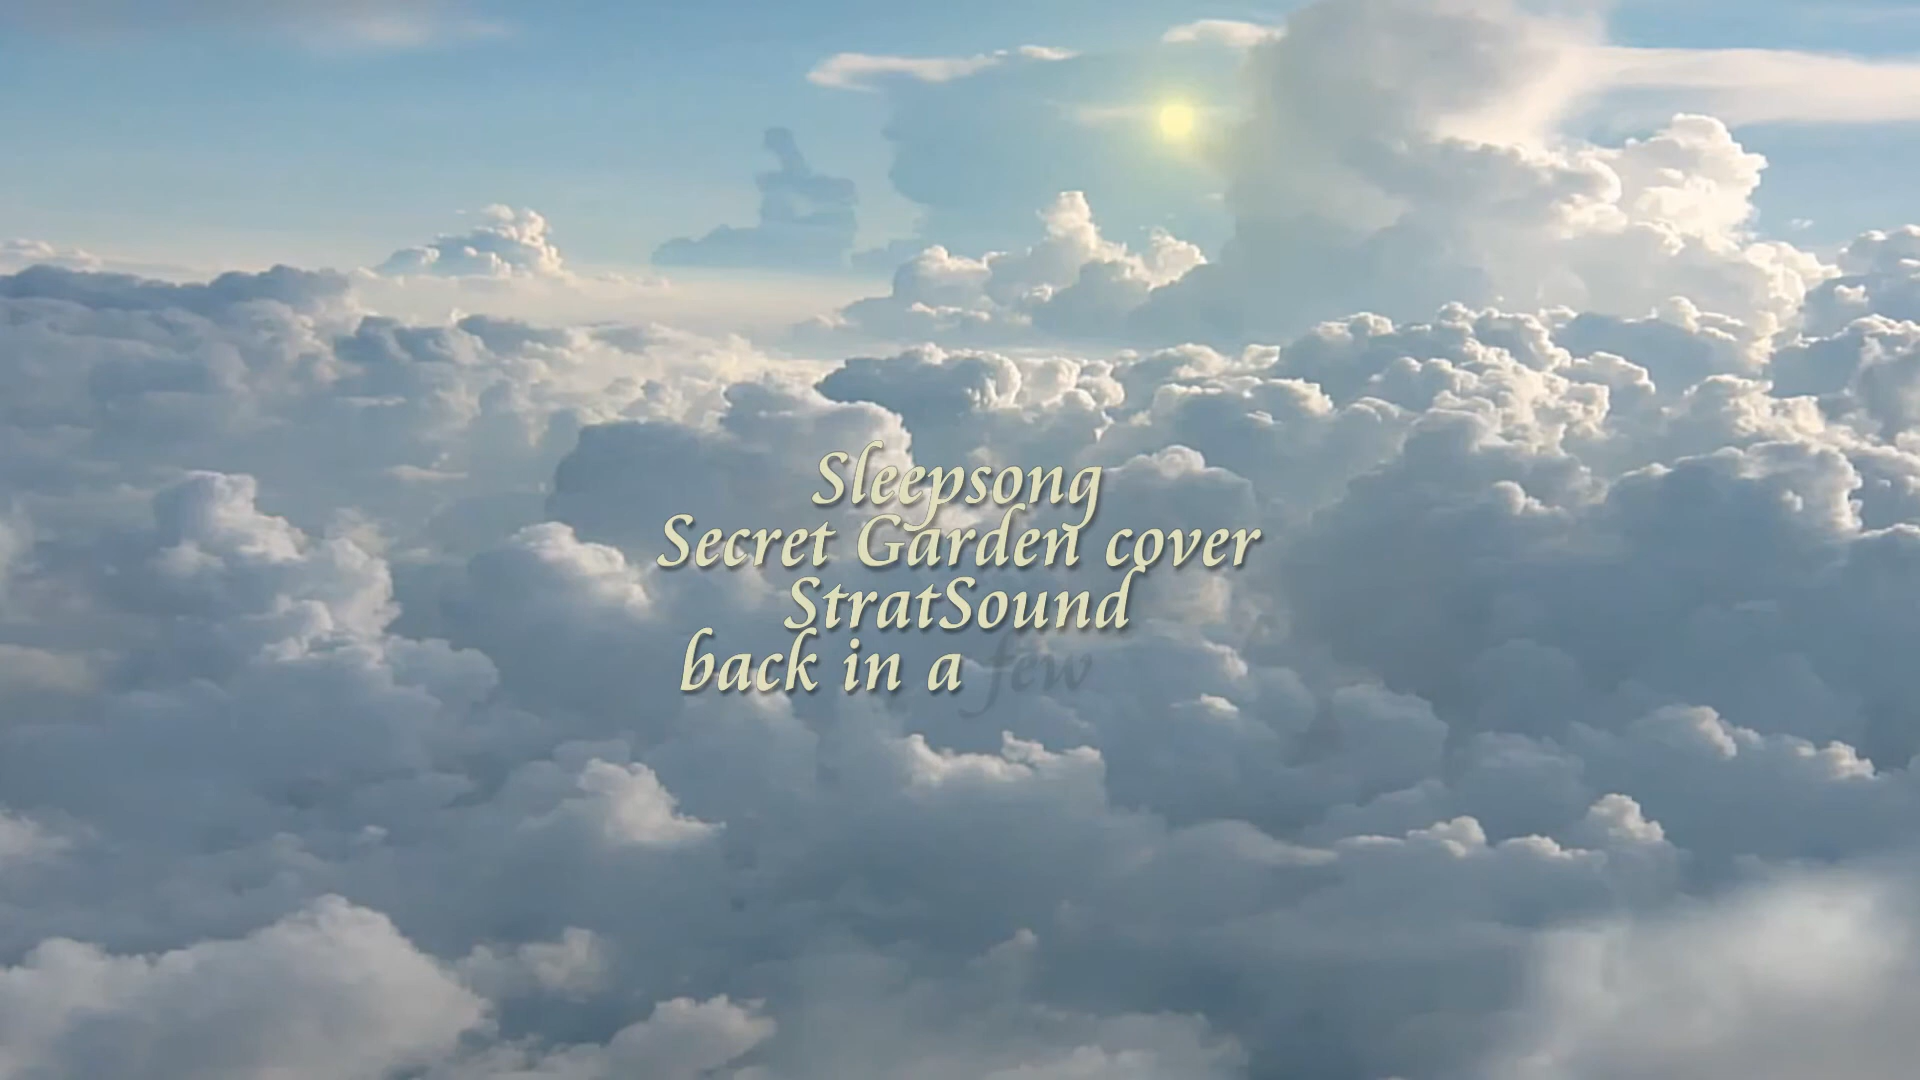 Sleepsong
Secret Garden cover
StratSound
back in a few